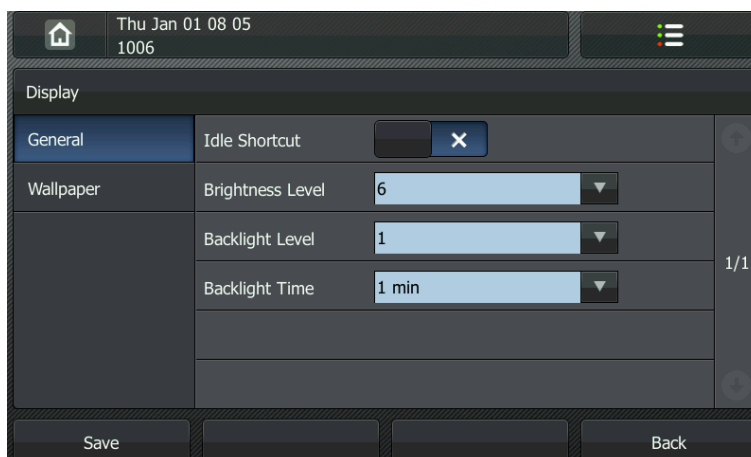 Thu Jan 01 08 05
1006
Display
General
Wallpaper
Idle Shortcut
Brightness Level 6
Backlight Level 1
Backlight Time 1 min
1/1
Save
Back